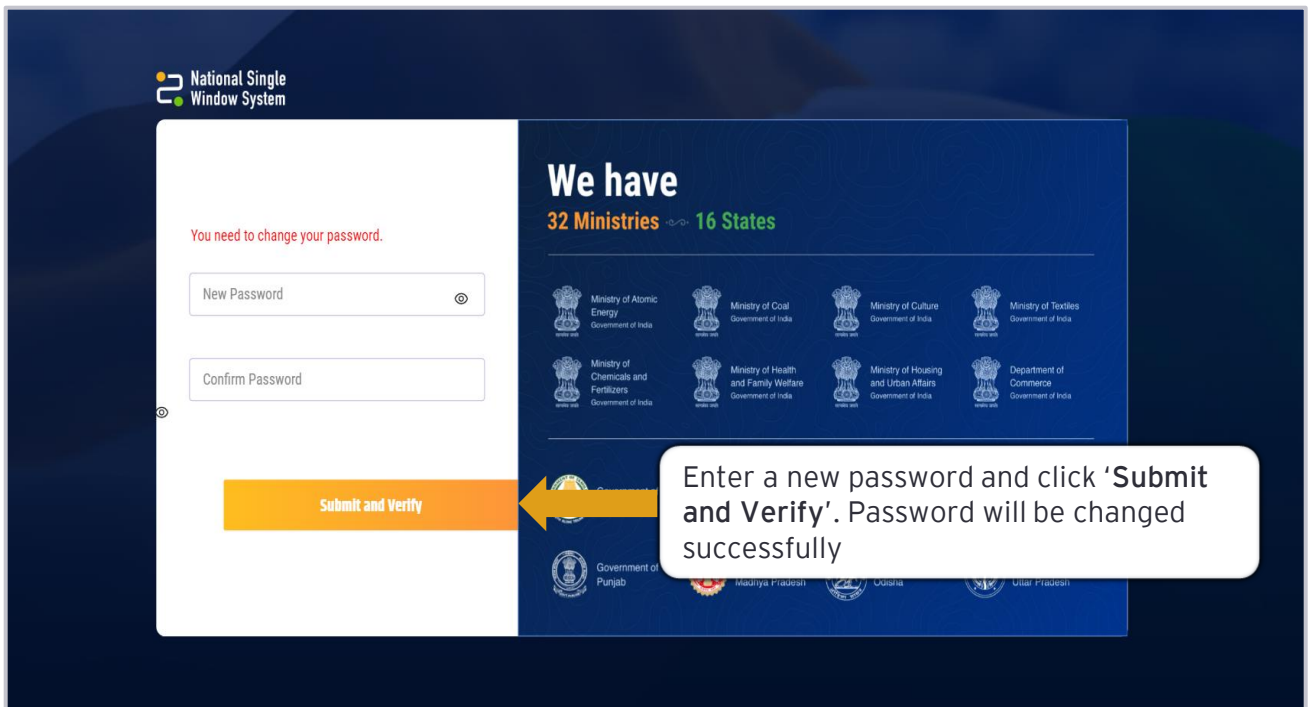 National Single
Window System
You need to change your password.
New Password
Confirm Password
Submit and Verify
We have
32 Ministries 16 States
Ministry of Atomic
Energy
Government of India
Ministry of Coal
Government of India
Ministry of Culture
Government of India
Ministry of Textiles
Government of India
Ministry of
Chemicals and
Fertilizers
Government of India
Ministry of Health
and Family Welfare
Government of India
Ministry of Housing
and Urban Affairs
Government of India
Department of
Commerce
Government of India
Enter a new password and click ‘Submit
and Verify’. Password will be changed
successfully
Government of
Punjab
Madhya Pradesh
Odisha
Uttar Pradesh